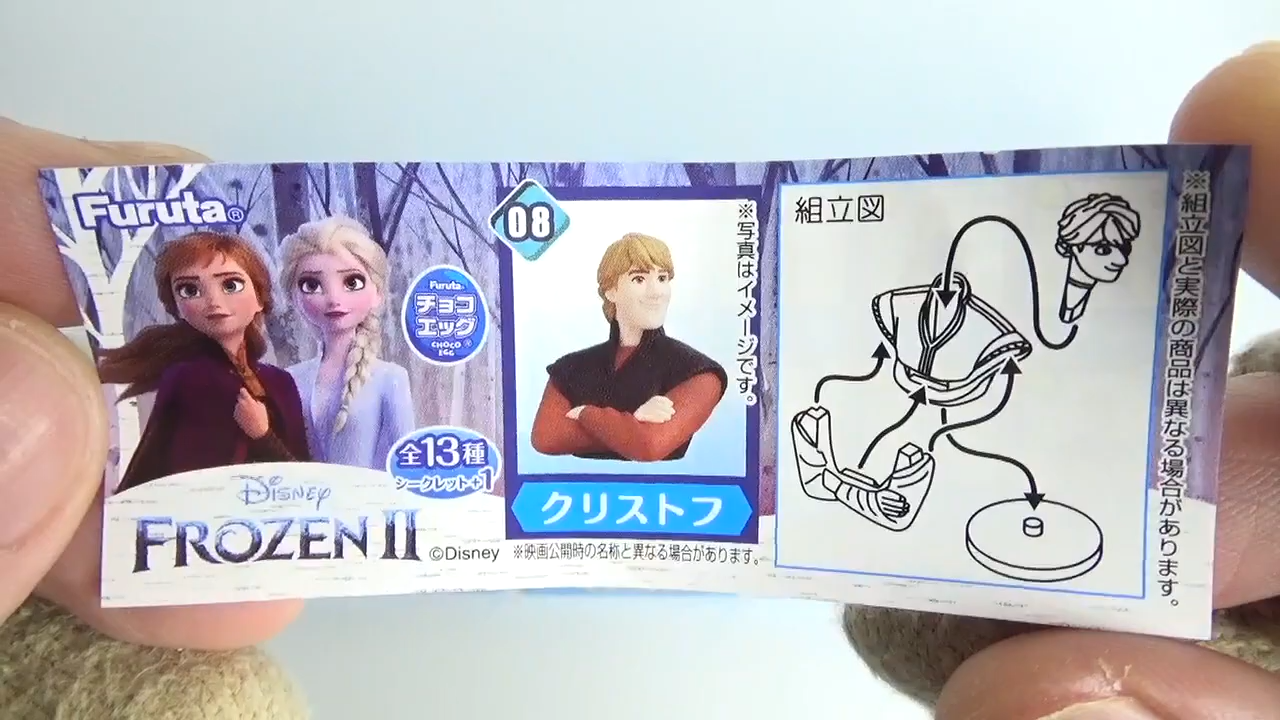 Furuta®
Furuta®
チョコ
エッグ
CHOCO ®
EGG
全13種
シークレット+1
Disney
FROZEN II
©Disney
08
※写真はイメージです。
クリストフ
※映画公開時の名称と異なる場合があります。
組立図
※組立図と実際の商品は異なる場合があります。